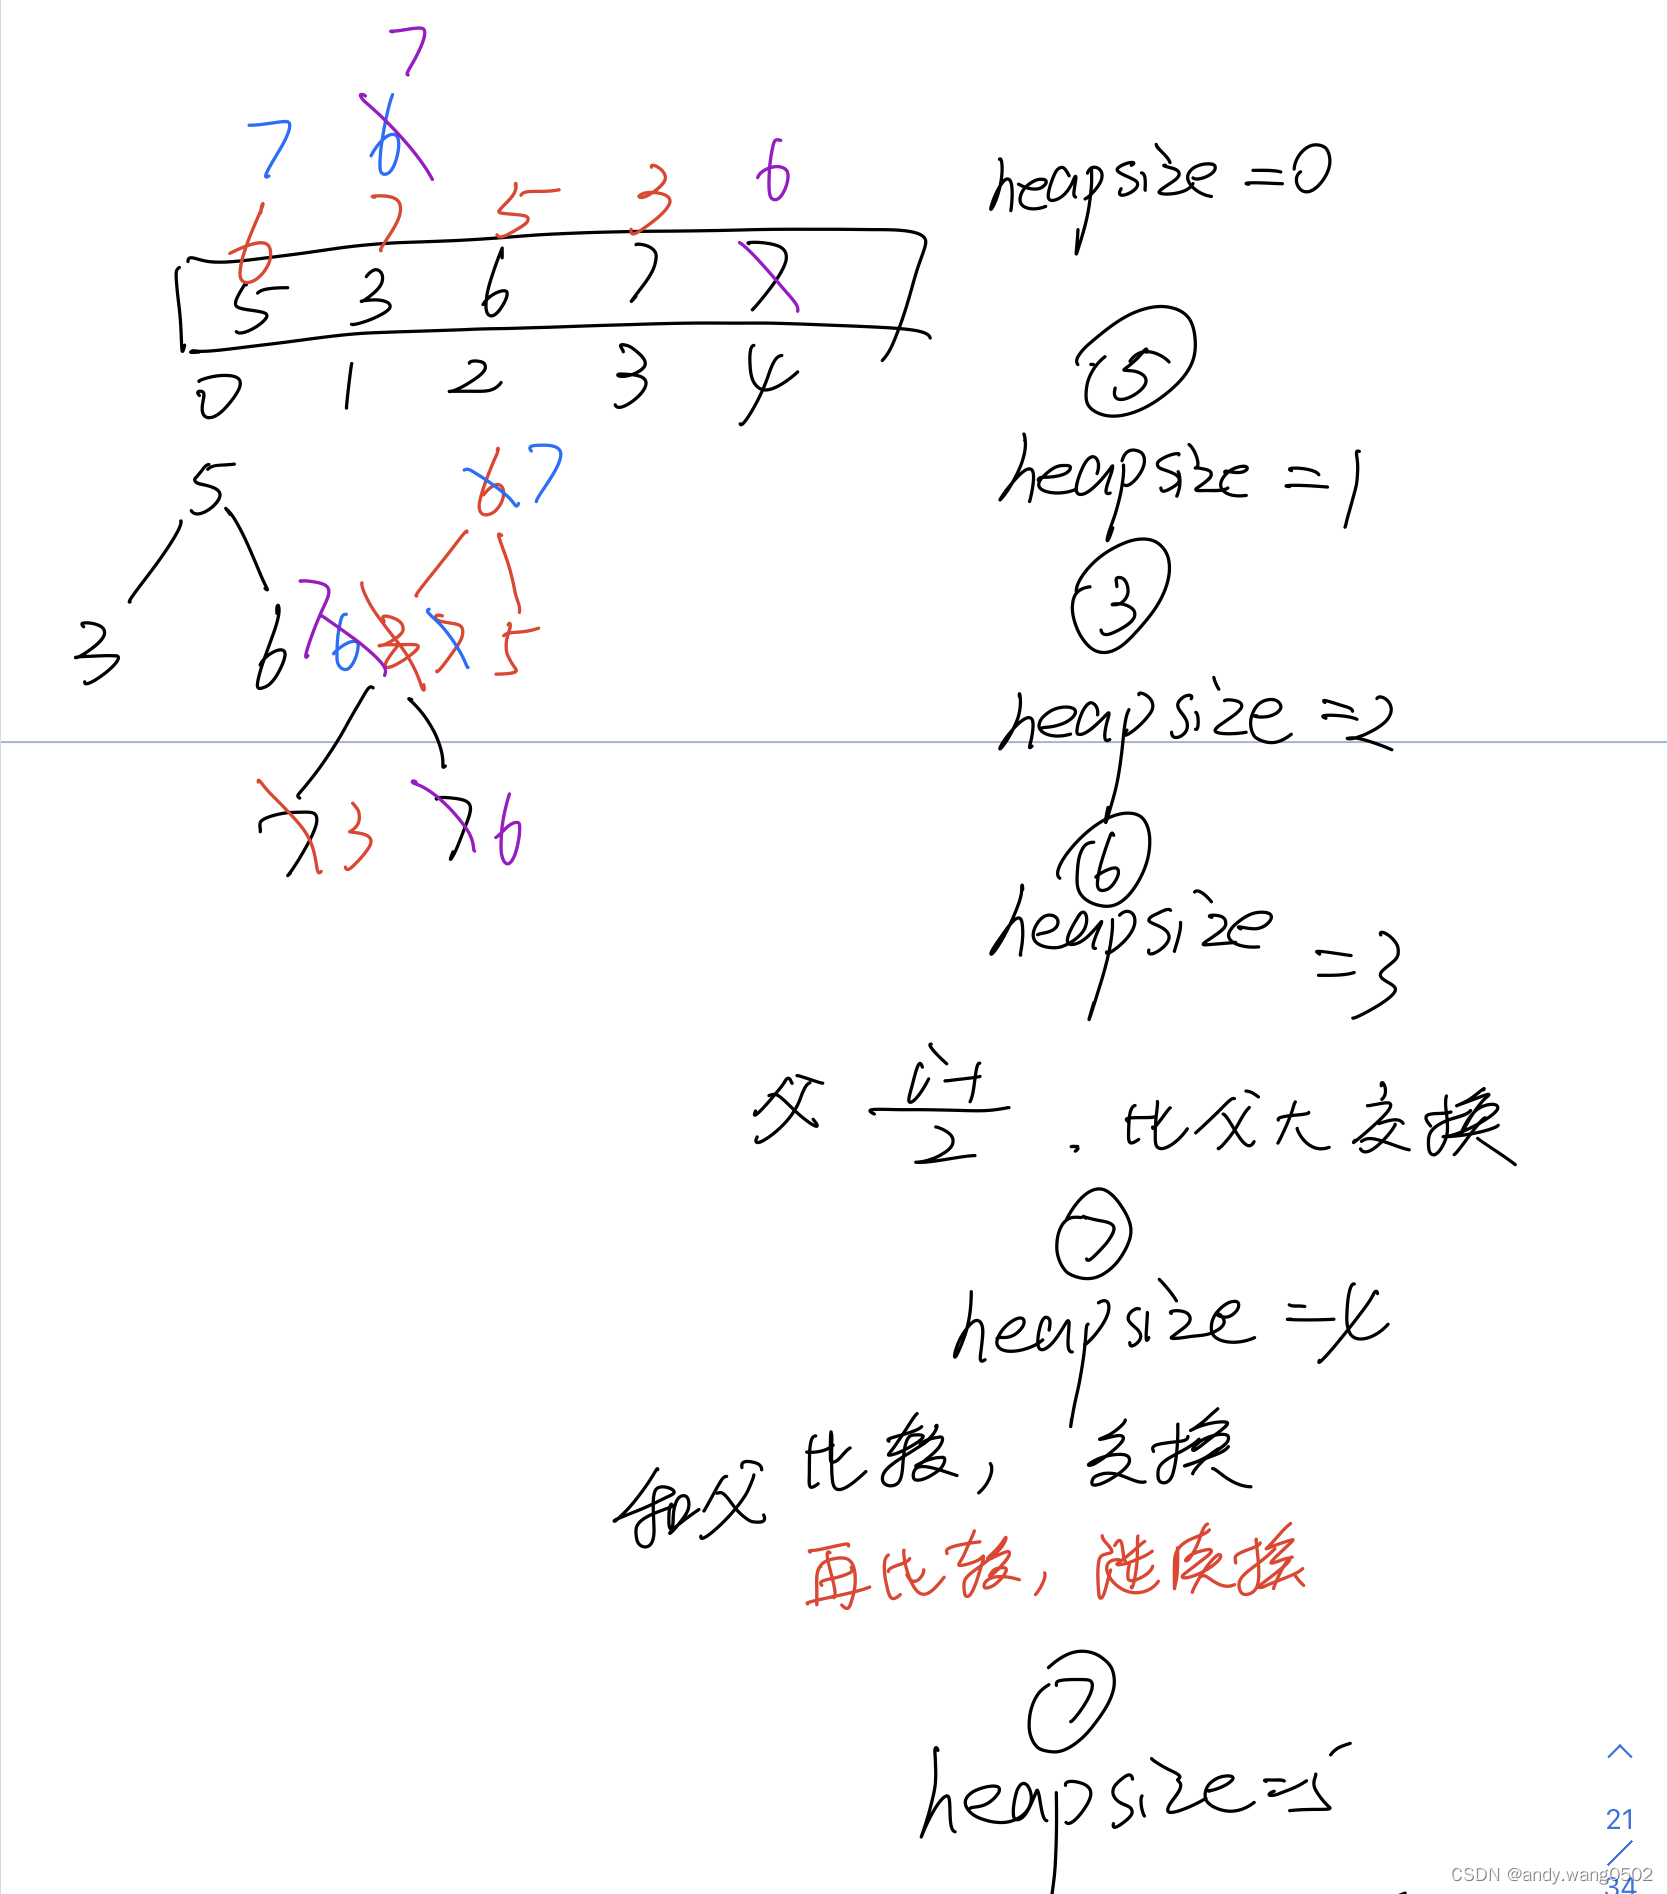 7
7 6 6
6 7 5 3
5 3 6 7 7
0 1 2 3 4
5
3 6
6 7
7 6 3 7 5
7 3 7 6
heapsize=0
5
heapsize=1
3
heapsize=2
6
heapsize=3
父 i-1
2 . 比父大交换
7
heapsize=4
和父比较，交换
再比较，继续换
7
heapsize=5
21
34
CSDN @andy.wang0502